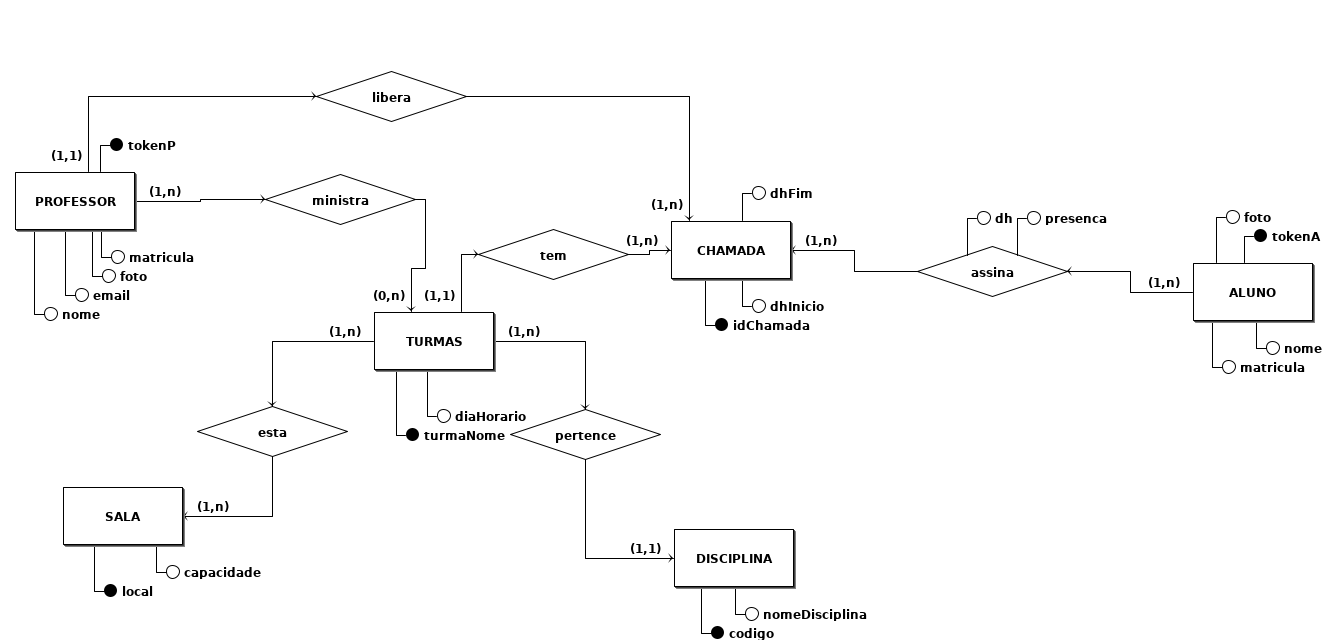 libera
tokenP
(1,1)
PROFESSOR
(1,n)
ministra
matricula
foto
email
nome
(1,n)
dhFim
CHAMADA
(1,n)
(1,n)
tem
dhInicio
idChamada
dh
presenca
assina
foto
tokenA
ALUNO
(1,n)
nome
matricula
(0,n)
(1,1)
TURMAS
(1,n)
(1,n)
diaHorario
turmaNome
esta
pertence
SALA
(1,n)
capacidade
local
(1,1)
DISCIPLINA
nomeDisciplina
codigo